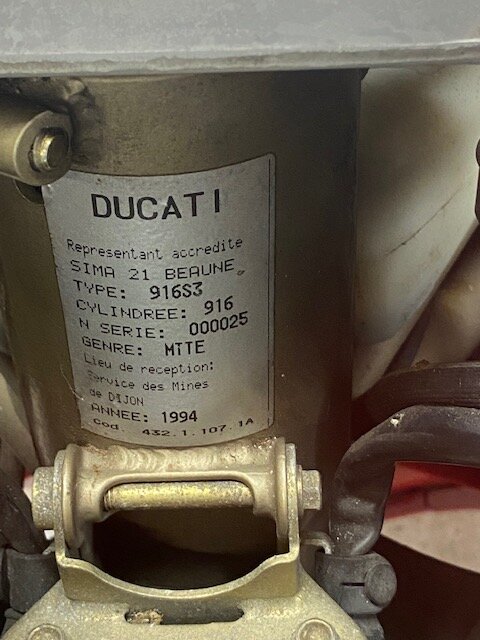 DUCATI
Representant accredite
SIMA 21 BEAUNE
TYPE: 916S3
CYLINDREE: 916
N SERIE: 000025
GENRE: MTTE
Lieu de reception:
Service des Mines
de DIJON
ANNEE: 1994
Cod. 432.1.107.1A